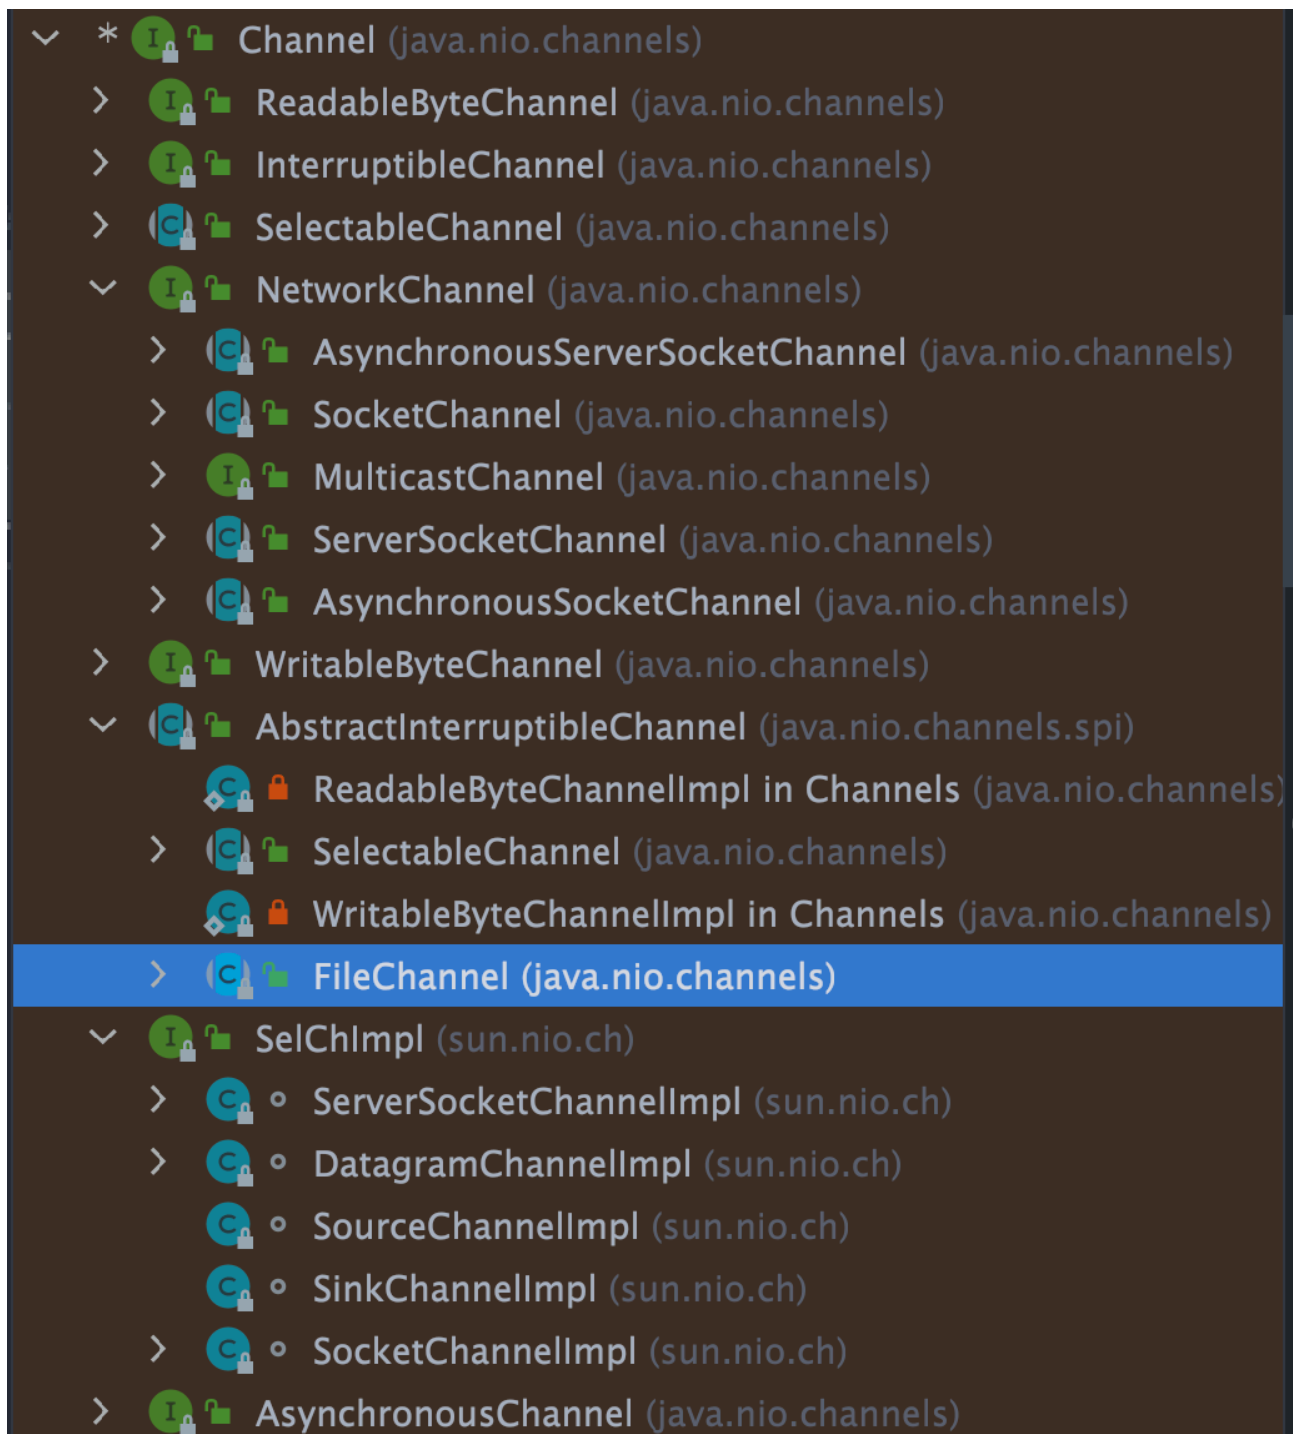 * I Channel (java.nio.channels)
I ReadableByteChannel (java.nio.channels)
I InterruptibleChannel (java.nio.channels)
C SelectableChannel (java.nio.channels)
I NetworkChannel (java.nio.channels)
C AsynchronousServerSocketChannel (java.nio.channels)
C SocketChannel (java.nio.channels)
I MulticastChannel (java.nio.channels)
C ServerSocketChannel (java.nio.channels)
C AsynchronousSocketChannel (java.nio.channels)
I WritableByteChannel (java.nio.channels)
C AbstractInterruptibleChannel (java.nio.channels.spi)
C ReadableByteChannelImpl in Channels (java.nio.channels)
C SelectableChannel (java.nio.channels)
C WritableByteChannelImpl in Channels (java.nio.channels)
C FileChannel (java.nio.channels)
I SelChImpl (sun.nio.ch)
C ServerSocketChannelImpl (sun.nio.ch)
C DatagramChannelImpl (sun.nio.ch)
C SourceChannelImpl (sun.nio.ch)
C SinkChannelImpl (sun.nio.ch)
C SocketChannelImpl (sun.nio.ch)
I AsynchronousChannel (java.nio.channels)